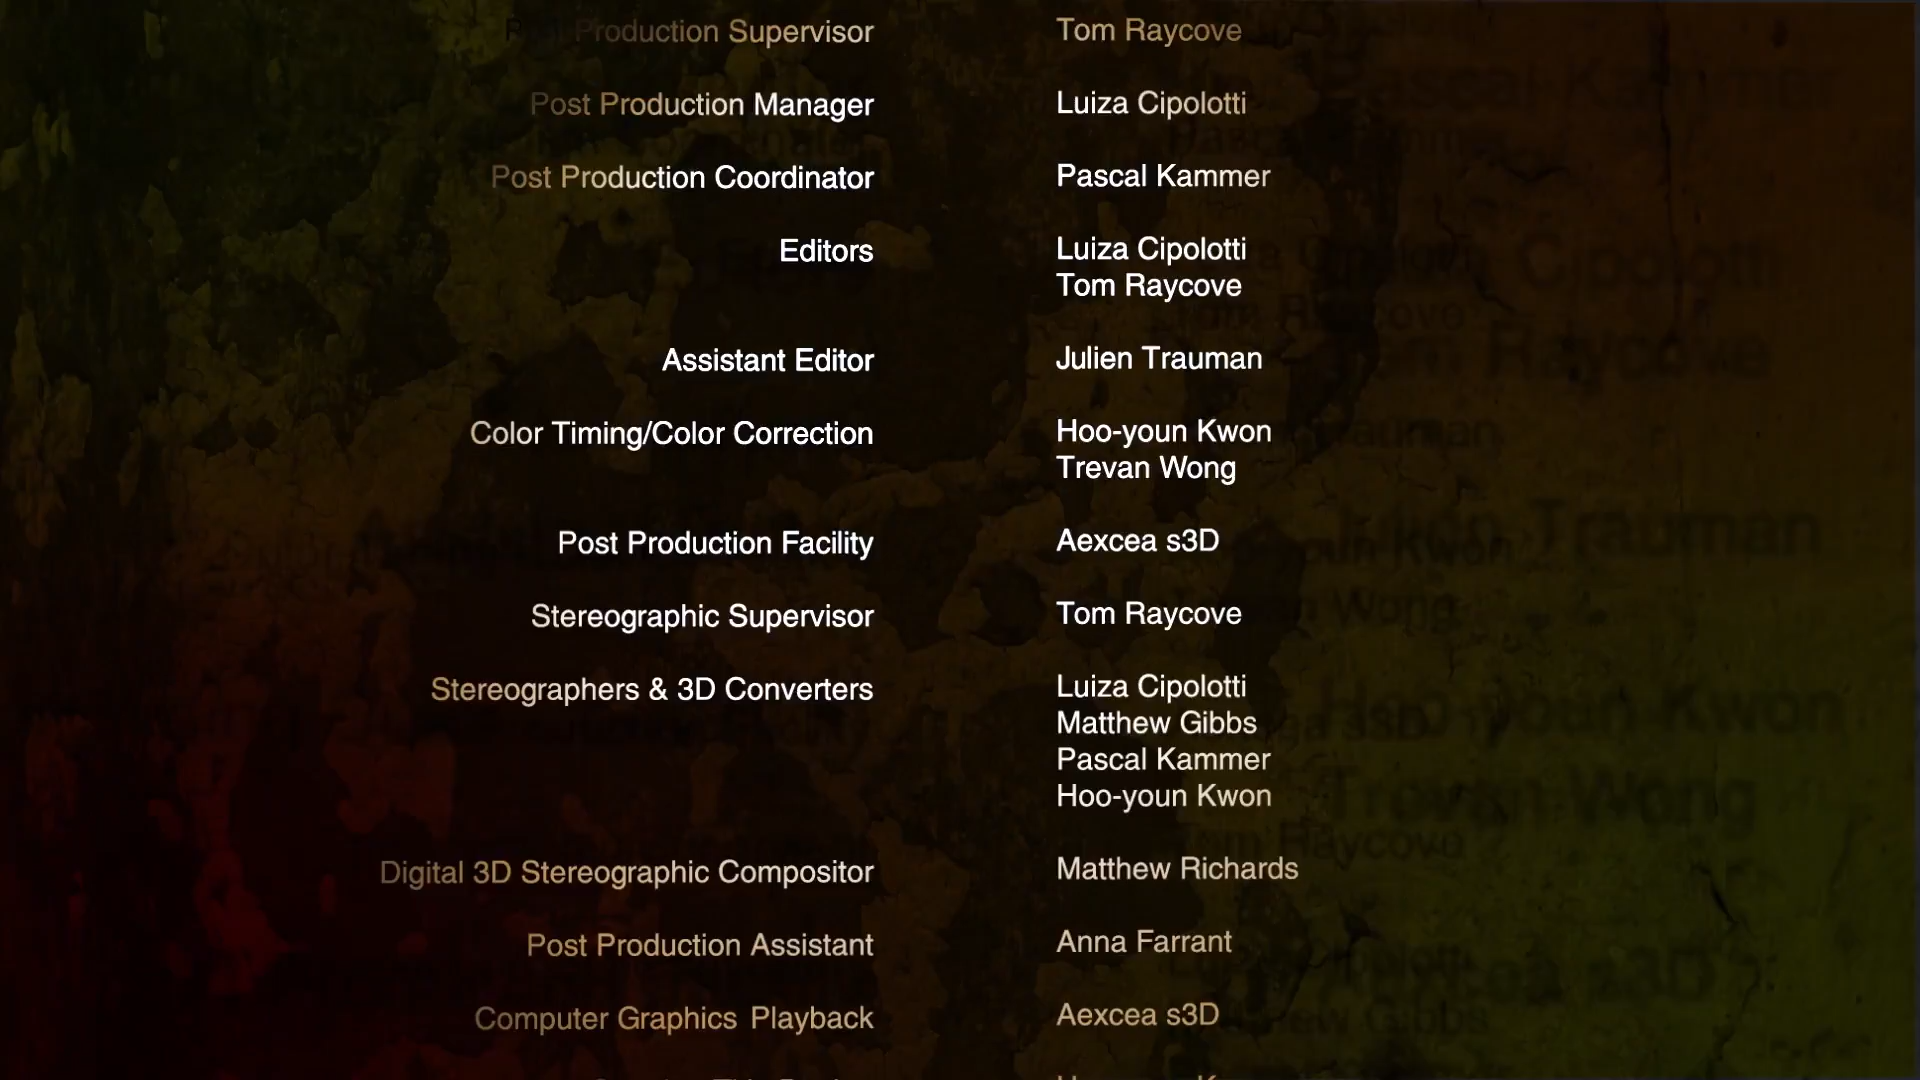 Post Production Supervisor Tom Raycove
Post Production Manager Luiza Cipolotti
Post Production Coordinator Pascal Kammer
Editors Luiza Cipolotti
Tom Raycove
Assistant Editor Julien Trauman
Color Timing/Color Correction Hoo-youn Kwon
Trevan Wong
Post Production Facility Aexcea s3D
Stereographic Supervisor Tom Raycove
Stereographers & 3D Converters Luiza Cipolotti
Matthew Gibbs
Pascal Kammer
Hoo-youn Kwon
Digital 3D Stereographic Compositor Matthew Richards
Post Production Assistant Anna Farrant
Computer Graphics Playback Aexcea s3D